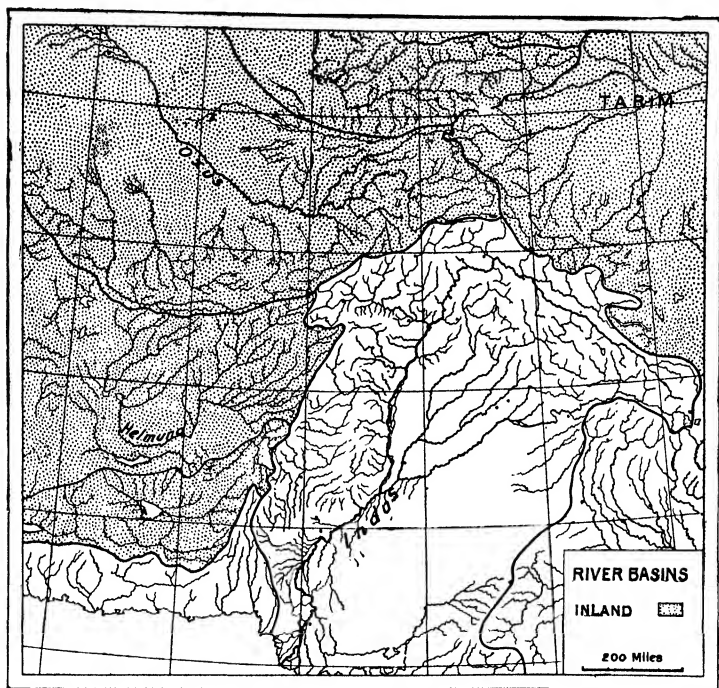 TARIM
Oxus
Helmund
Indus
RIVER BASINS
INLAND
200 Miles